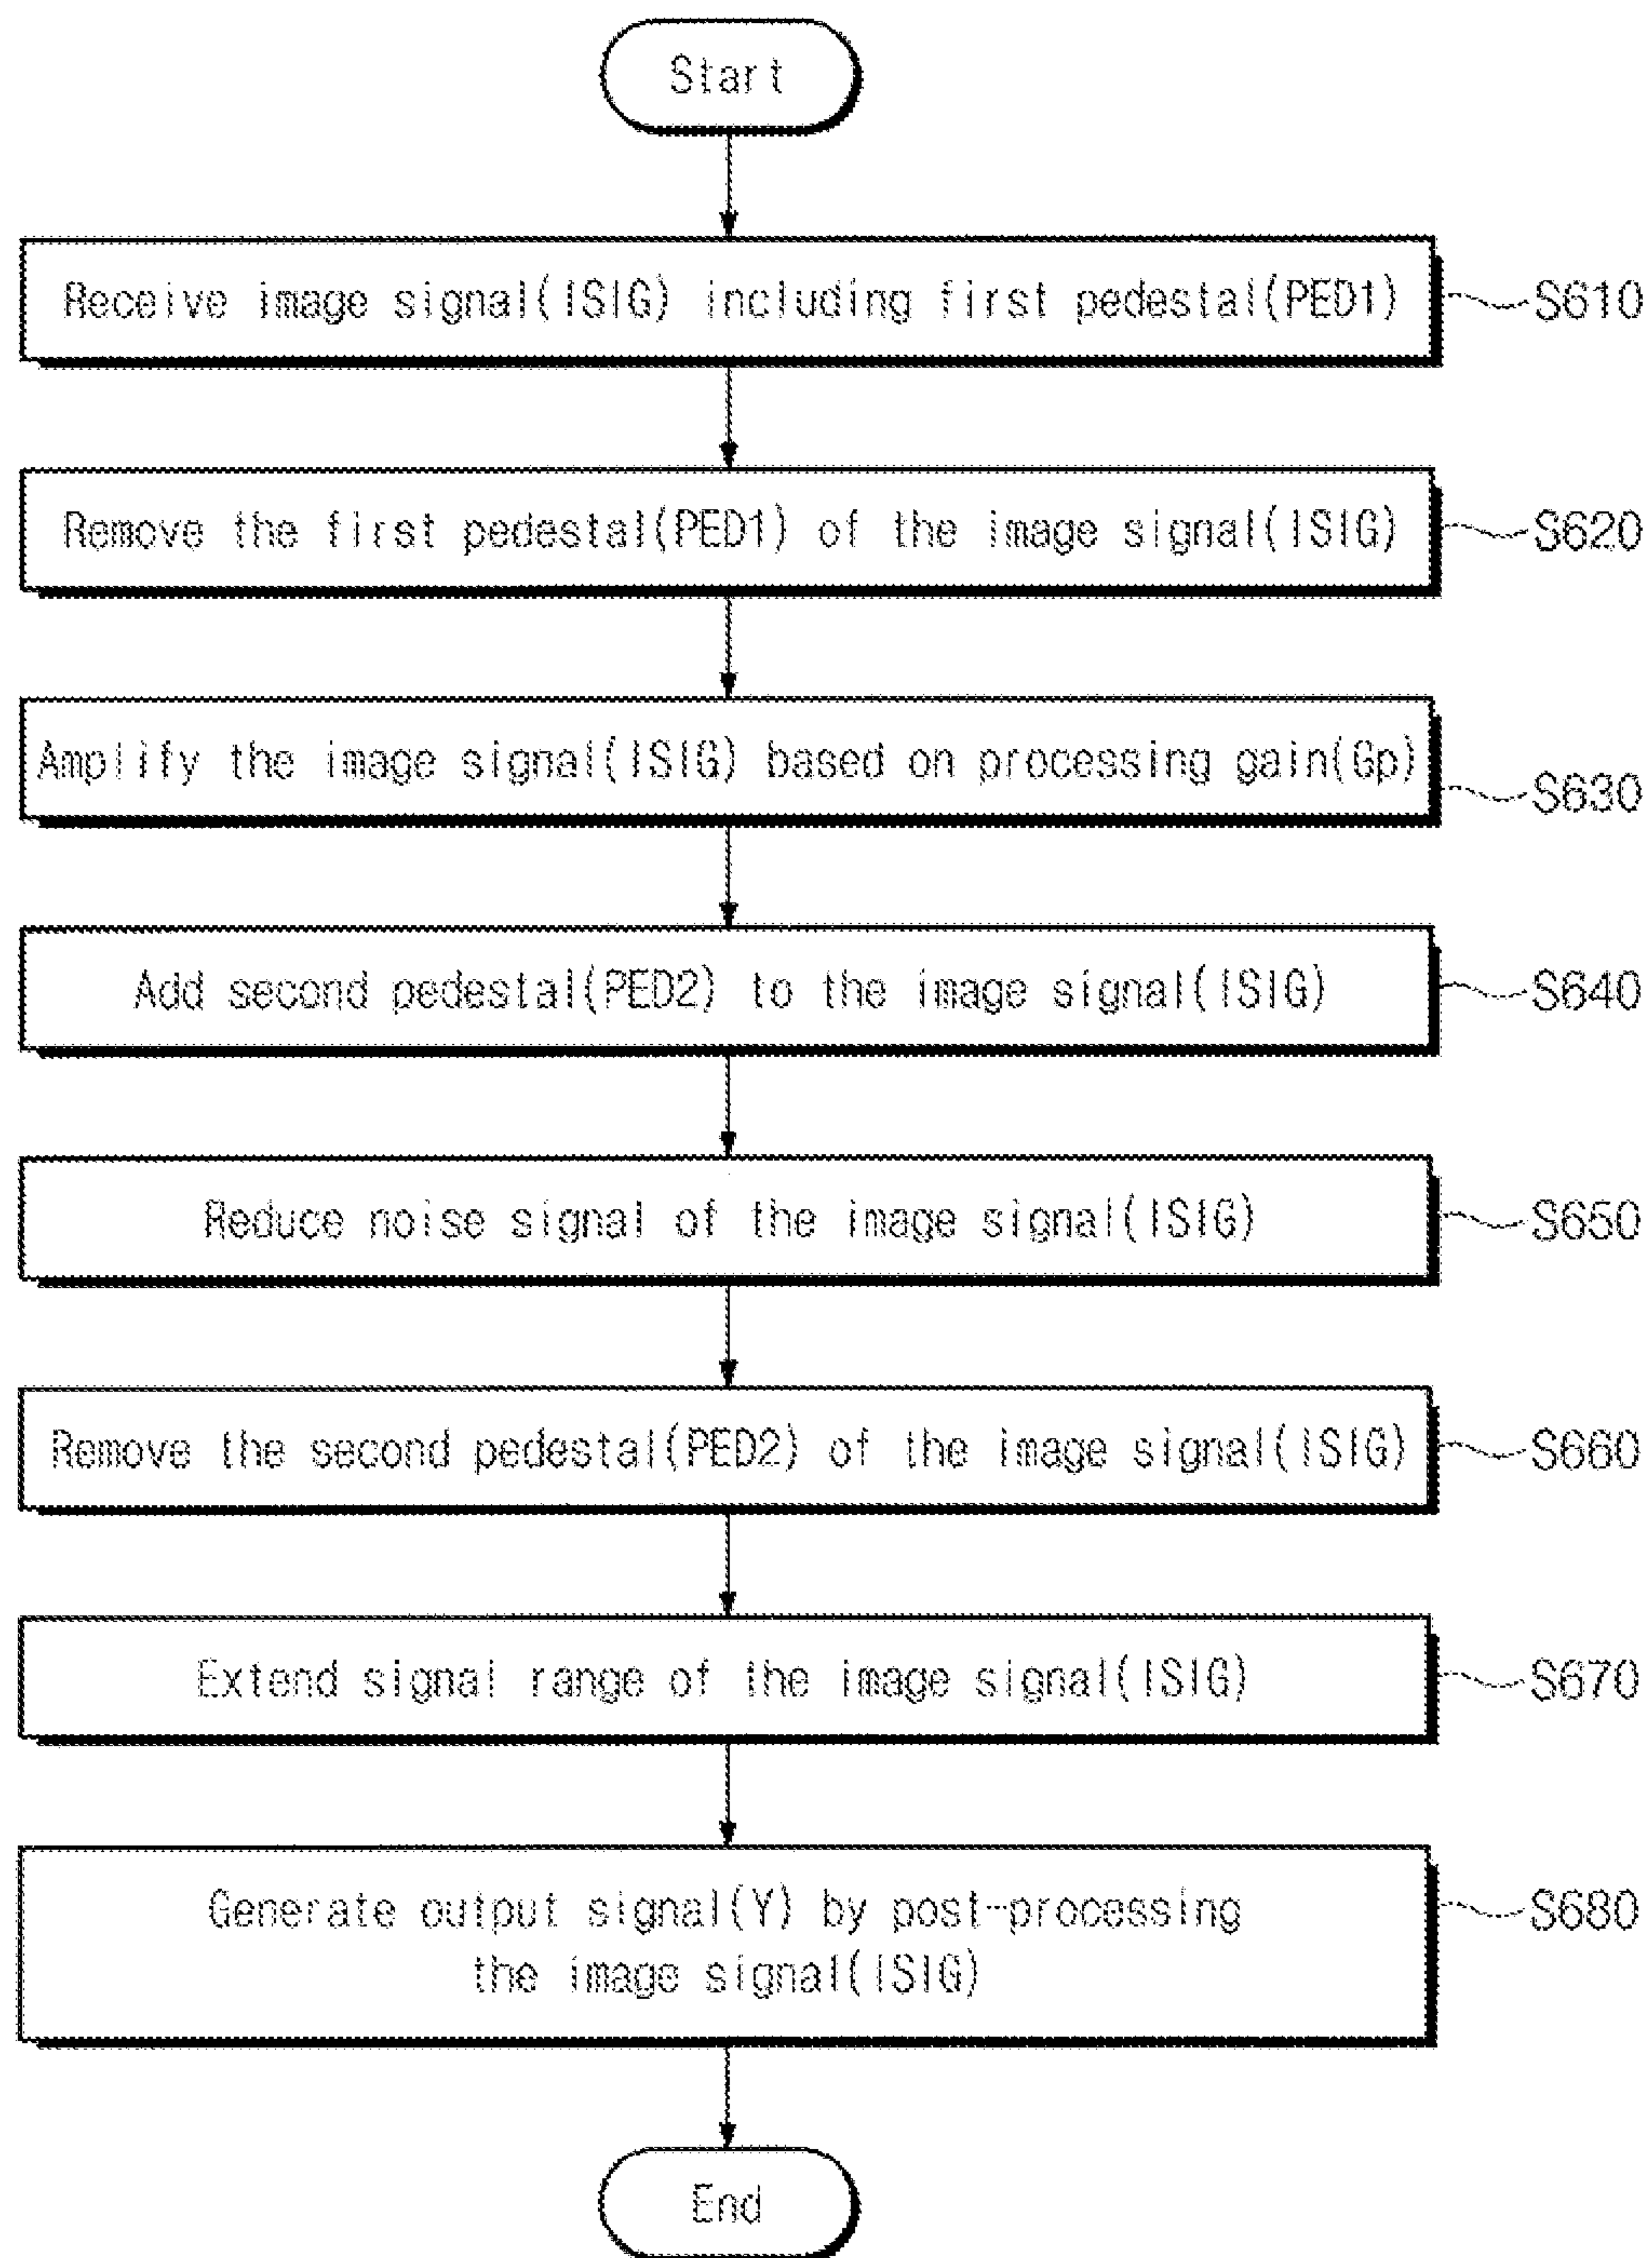 Start
Receive image signal(ISIG) including first pedestal(PED1)
S610
Remove the first pedestal(PED1) of the image signal(ISIG)
S620
Amplify the image signal(ISIG) based on processing gain(Gp)
S630
Add second pedestal(PED2) to the image signal(ISIG)
S640
Reduce noise signal of the image signal(ISIG)
S650
Remove the second pedestal(PED2) of the image signal(ISIG)
S660
Extend signal range of the image signal(ISIG)
S670
Generate output signal(Y) by post-processing
the image signal(ISIG)
S680
End